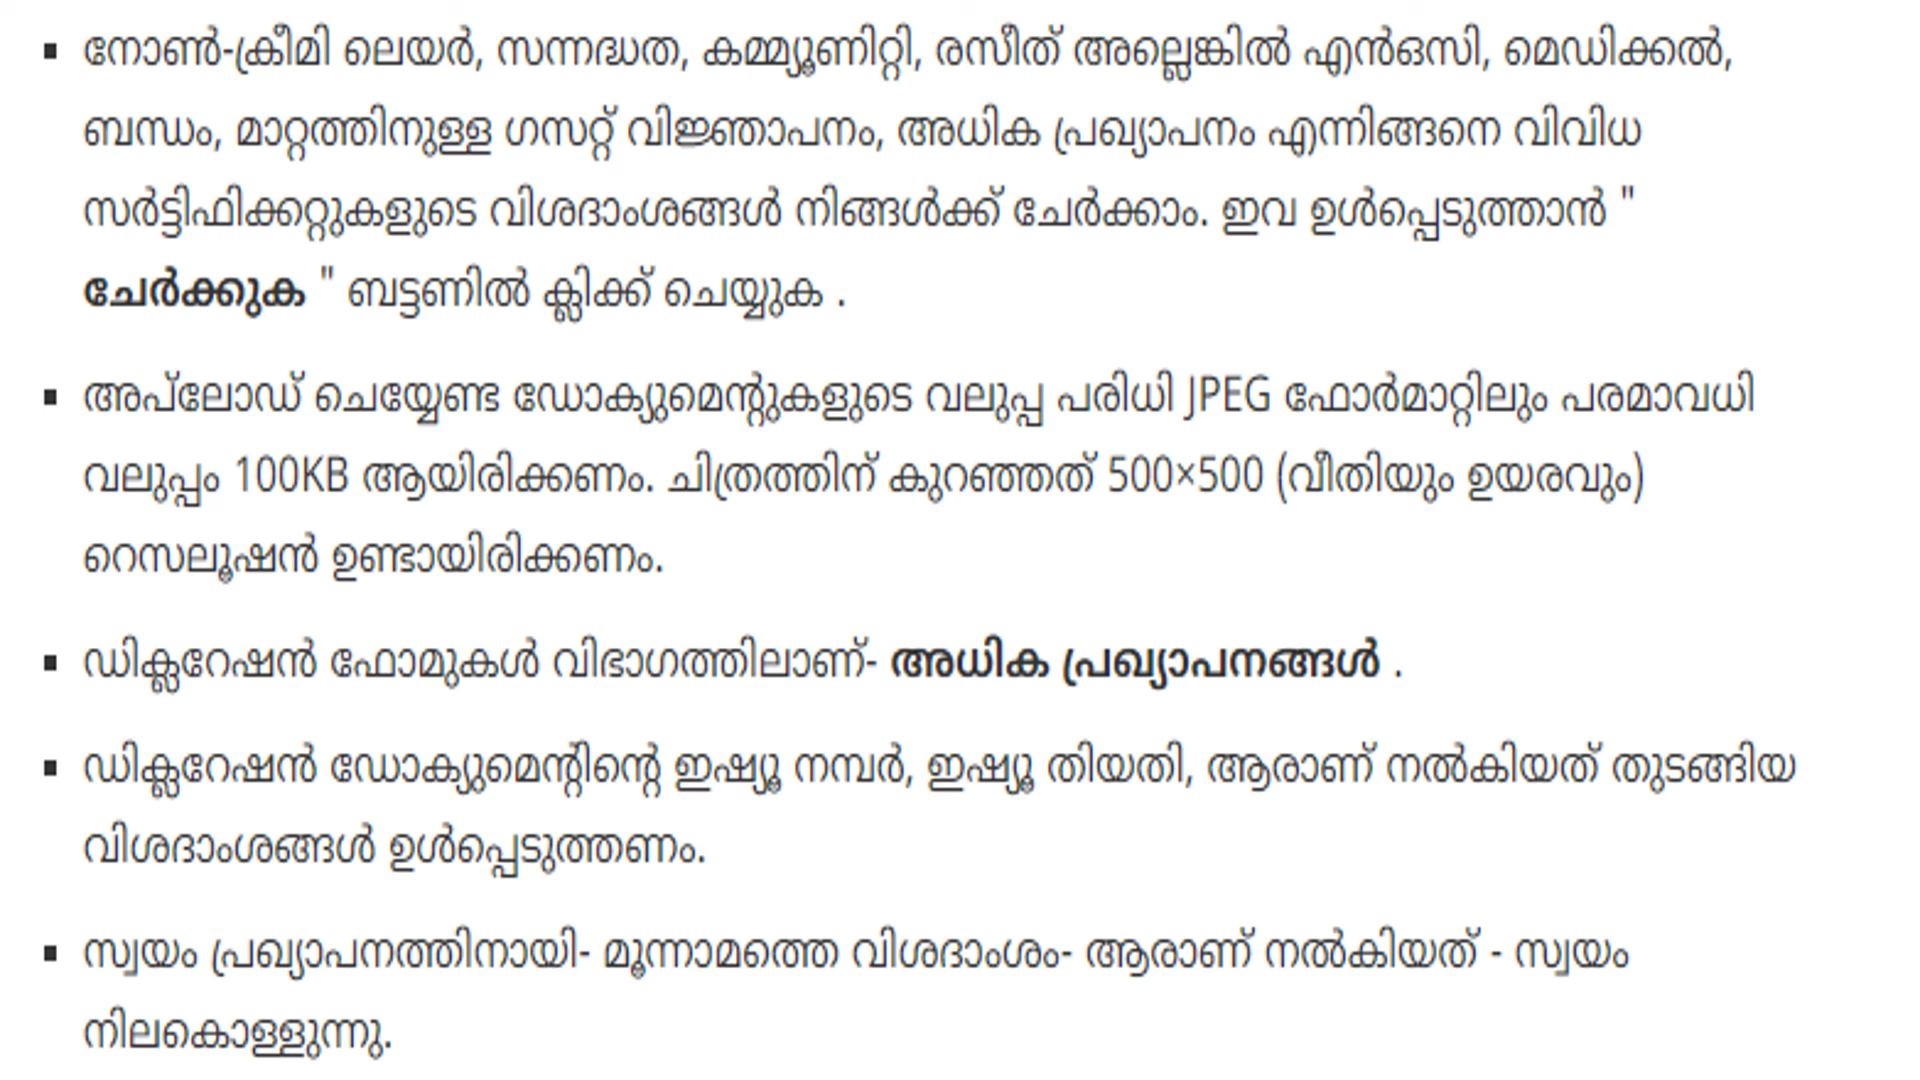 ▪ നോൺ-ക്രീമി ലെയർ, സന്നദ്ധത, കമ്മ്യൂണിറ്റി, രസീത് അല്ലെങ്കിൽ എൻഒസി, മെഡിക്കൽ,
ബന്ധം, മാറ്റത്തിനുള്ള ഗസറ്റ് വിജ്ഞാപനം, അധിക പ്രഖ്യാപനം എന്നിങ്ങനെ വിവിധ
സർട്ടിഫിക്കറ്റുകളുടെ വിശദാംശങ്ങൾ നിങ്ങൾക്ക് ചേർക്കാം. ഇവ ഉൾപ്പെടുത്താൻ "
ചേർക്കുക " ബട്ടണിൽ ക്ലിക്ക് ചെയ്യുക .
▪ അപ്‌ലോഡ് ചെയ്യേണ്ട ഡോക്യുമെന്റുകളുടെ വലുപ്പ പരിധി JPEG ഫോർമാറ്റിലും പരമാവധി
വലുപ്പം 100KB ആയിരിക്കണം. ചിത്രത്തിന് കുറഞ്ഞത് 500×500 (വീതിയും ഉയരവും)
റെസലൂഷൻ ഉണ്ടായിരിക്കണം.
▪ ഡിക്ലറേഷൻ ഫോമുകൾ വിഭാഗത്തിലാണ്- അധിക പ്രഖ്യാപനങ്ങൾ .
▪ ഡിക്ലറേഷൻ ഡോക്യുമെന്റിന്റെ ഇഷ്യൂ നമ്പർ, ഇഷ്യൂ തിയതി, ആരാണ് നൽകിയത് തുടങ്ങിയ
വിശദാംശങ്ങൾ ഉൾപ്പെടുത്തണം.
▪ സ്വയം പ്രഖ്യാപനത്തിനായി- മൂന്നാമത്തെ വിശദാംശം- ആരാണ് നൽകിയത് - സ്വയം
നിലകൊള്ളുന്നു.